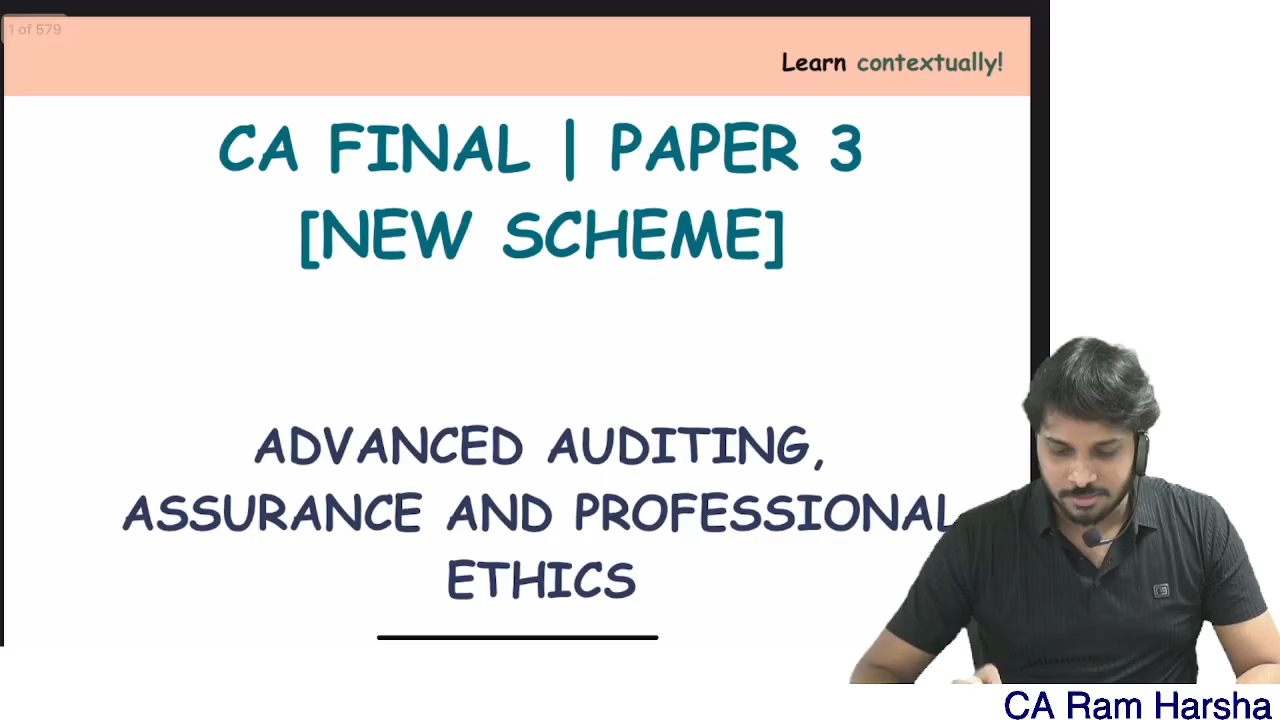 1 of 579
Learn contextually!
CA FINAL | PAPER 3
[NEW SCHEME]
ADVANCED AUDITING,
ASSURANCE AND PROFESSIONAL
ETHICS
CA Ram Harsha